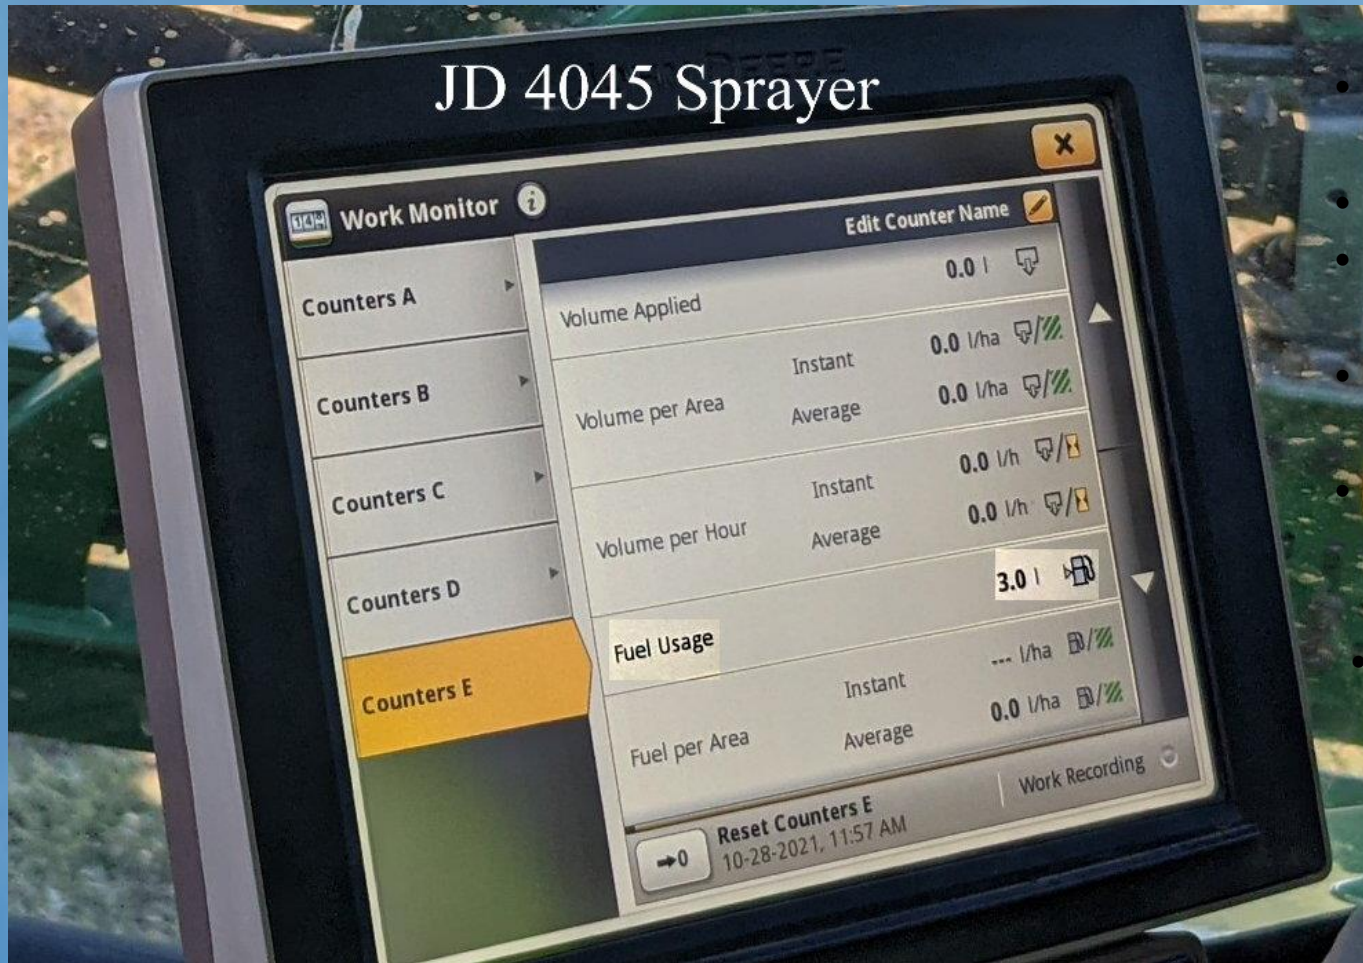 JD 4045 Sprayer
Work Monitor
Edit Counter Name
Counters A
Counters B
Counters C
Counters D
Counters E
Volume Applied 0.0 l
Volume per Area
Instant 0.0 l/ha
Average 0.0 l/ha
Volume per Hour
Instant 0.0 l/h
Average 0.0 l/h
Fuel Usage 3.0 l
Fuel per Area
Instant --- l/ha
Average 0.0 l/ha
→0
Reset Counters E
10-28-2021, 11:57 AM
Work Recording